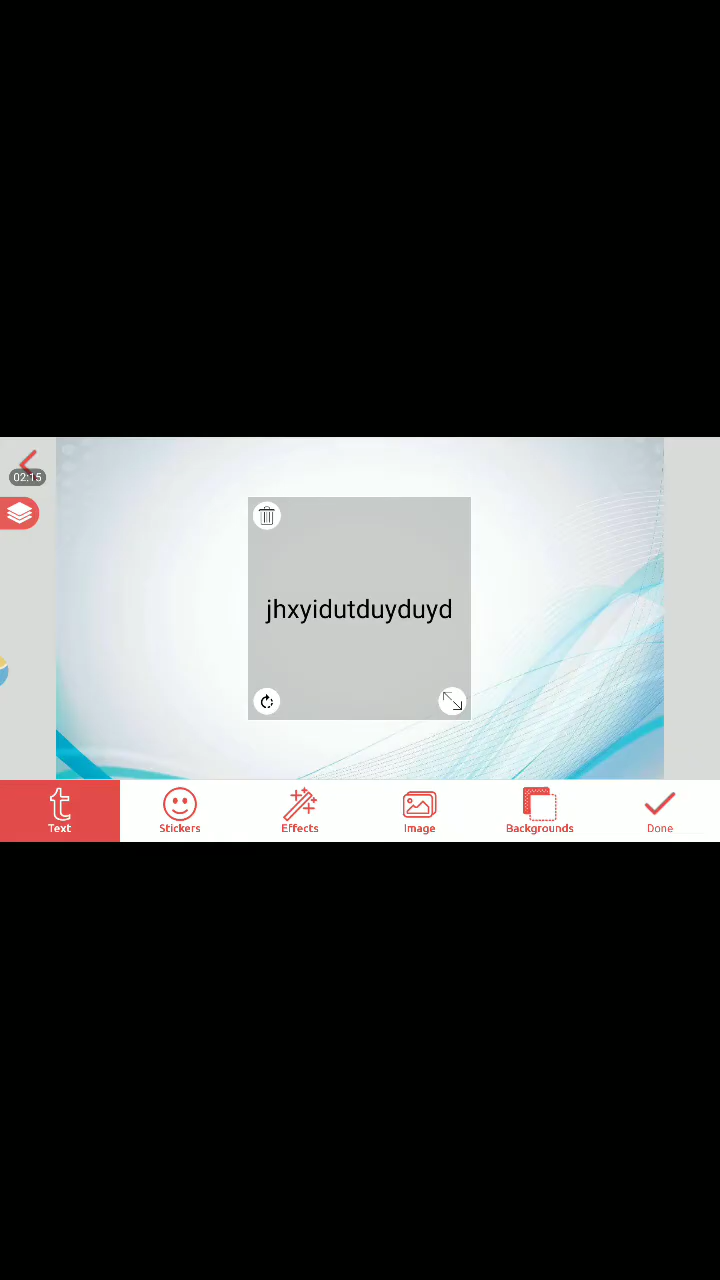 02:15
jhxyidutduyduyd
Text
Stickers
Effects
Image
Backgrounds
Done